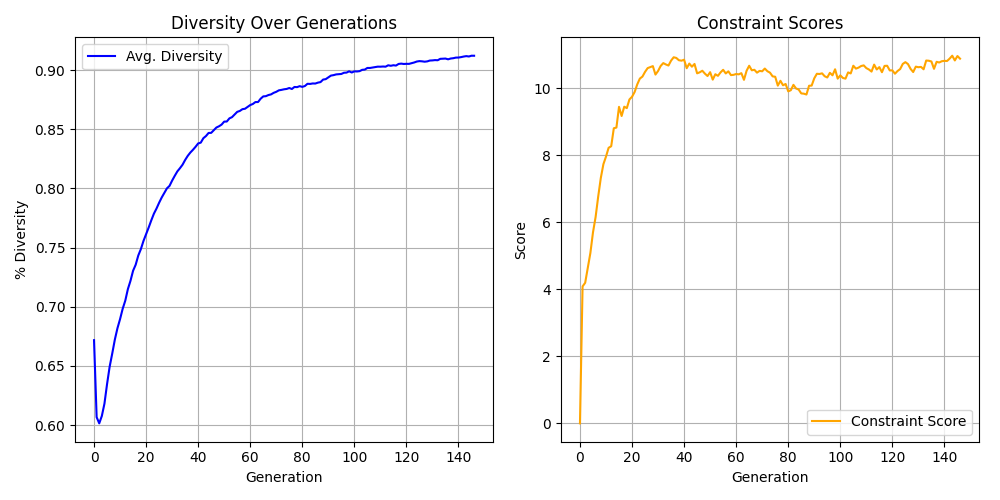 Diversity Over Generations
Avg. Diversity
% Diversity
0.90
0.85
0.80
0.75
0.70
0.65
0.60
0 20 40 60 80 100 120 140
Generation
Constraint Scores
Score
10
8
6
4
2
0
Constraint Score
0 20 40 60 80 100 120 140
Generation